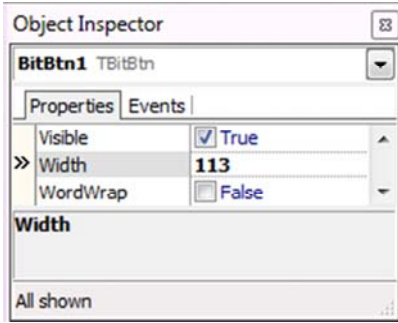 Object Inspector
BitBtn1 TBitBtn
Properties Events
Visible True
» Width 113
WordWrap False
Width
All shown